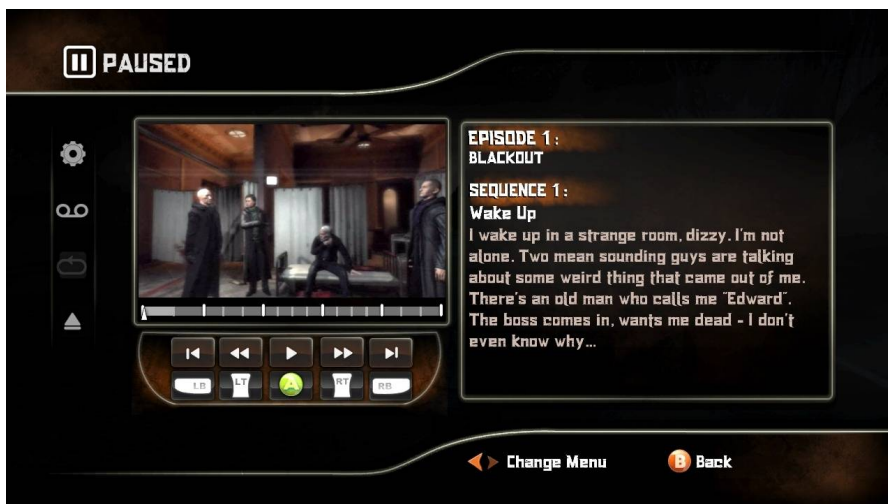 PAUSED
EPISODE 1:
BLACKOUT
SEQUENCE 1:
Wake Up
I wake up in a strange room, dizzy. I'm not
alone. Two mean sounding guys are talking
about some weird thing that came out of me.
There's an old man who calls me "Edward".
The boss comes in, wants me dead - I don't
even know why...
LB LT A RT RB
Change Menu B Back